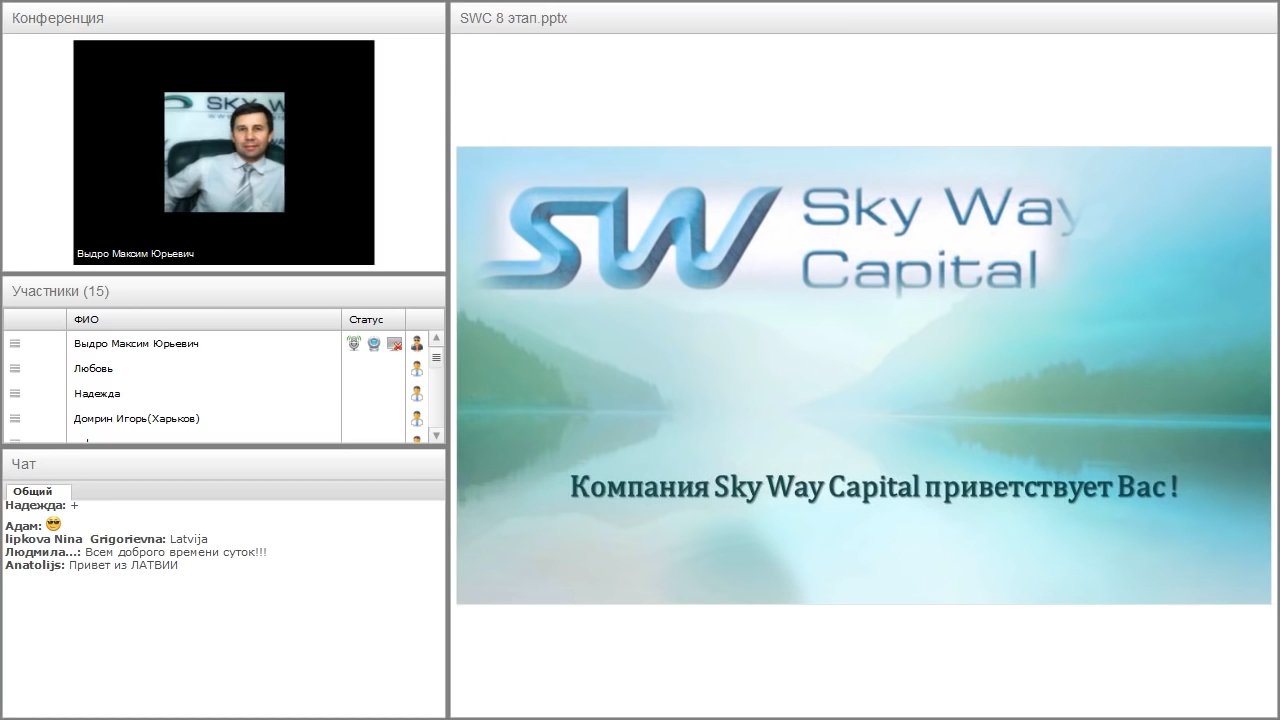 Конференция
SKY W
Выдро Максим Юрьевич
Участники (15)
ФИО Статус
Выдро Максим Юрьевич
Любовь
Надежда
Домрин Игорь(Харьков)
Чат
Общий
Надежда: +
Адам:
lipkova Nina Grigorievna: Latvija
Людмила...: Всем доброго времени суток!!!
Anatolijs: Привет из ЛАТВИИ
SWC 8 этап.pptx
SW Sky Way
Capital
Компания Sky Way Capital приветствует Вас !